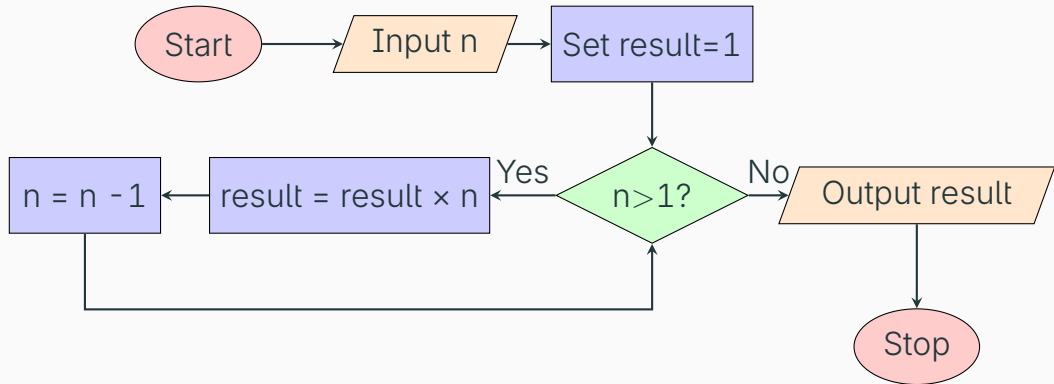 Start
Input n
Set result=1
n = n -1
result = result × n
Yes
n>1?
No
Output result
Stop